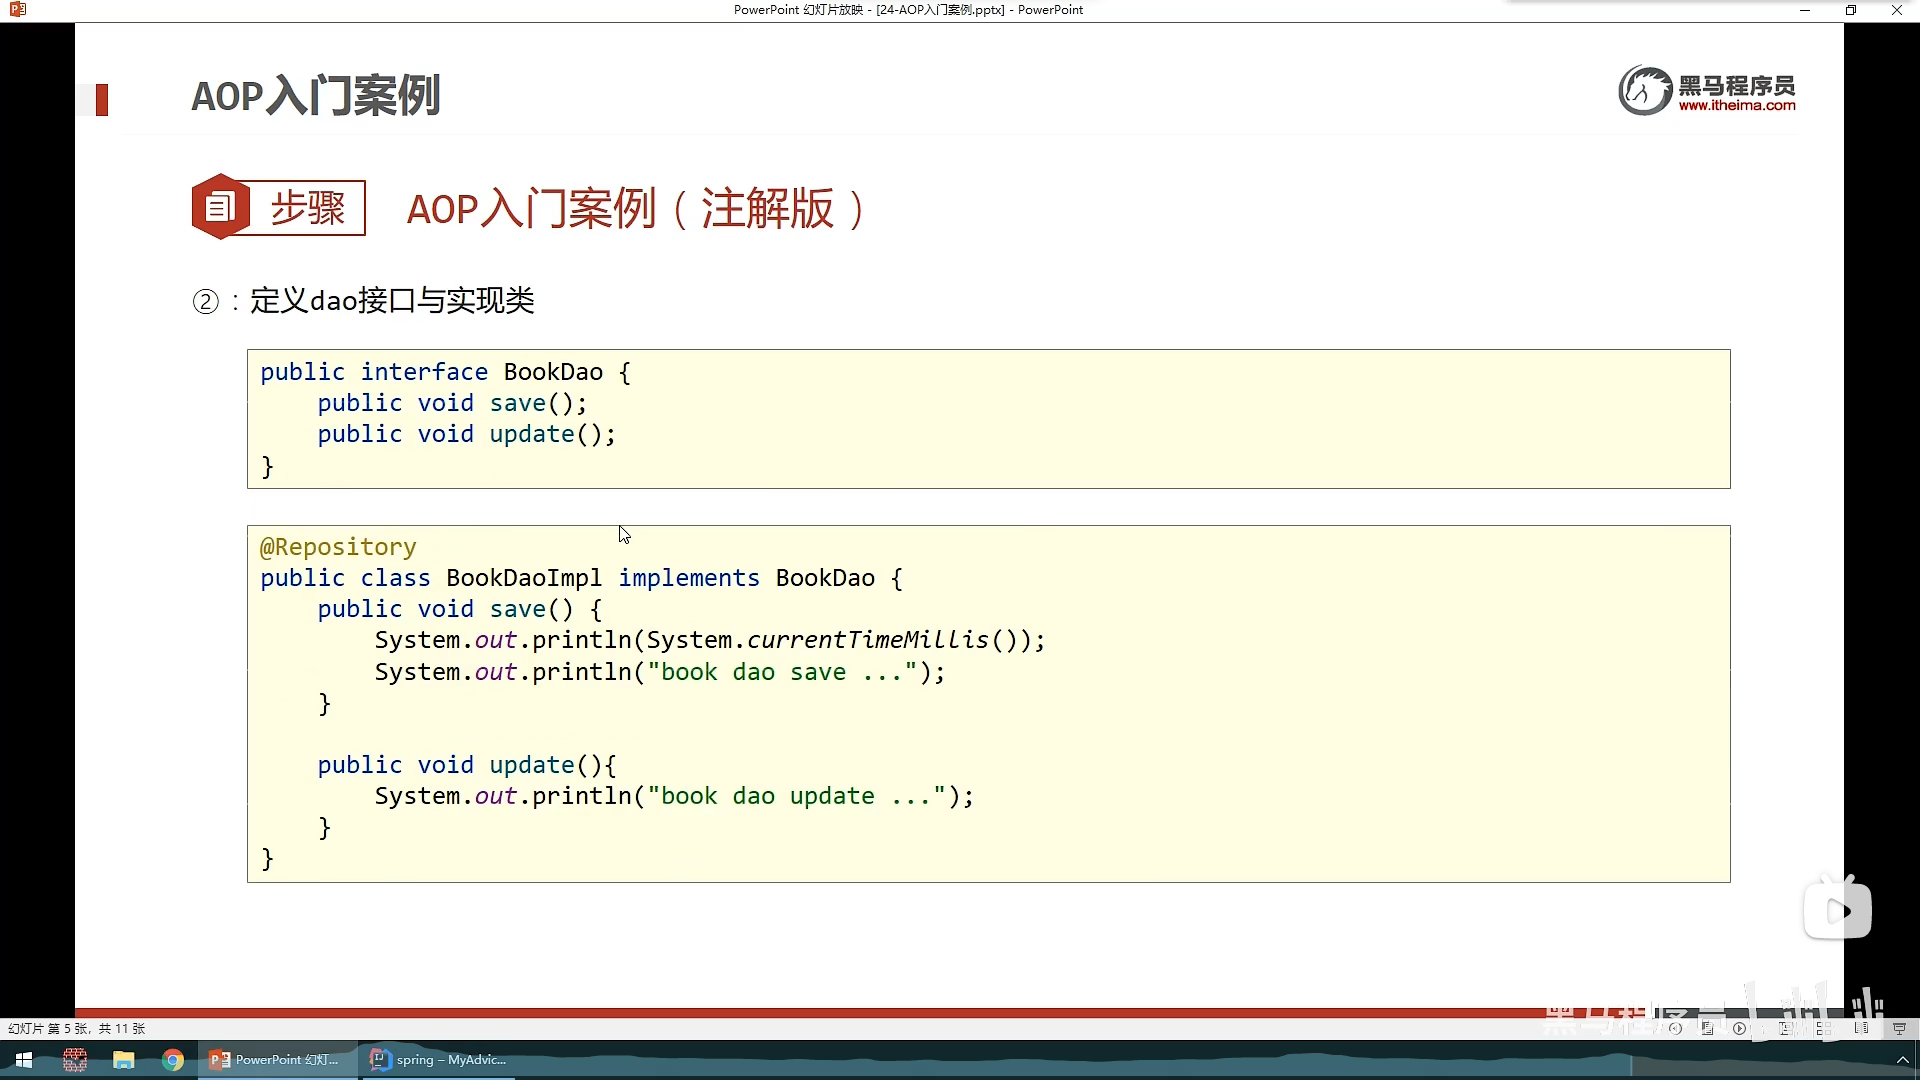 PowerPoint 幻灯片放映 - [24-AOP入门案例.pptx] - PowerPoint
AOP入门案例
黑马程序员
www.itheima.com
步骤
AOP入门案例（注解版）
②：定义dao接口与实现类
public interface BookDao {
    public void save();
    public void update();
}
@Repository
public class BookDaoImpl implements BookDao {
    public void save() {
        System.out.println(System.currentTimeMillis());
        System.out.println("book dao save ...");
    }
    public void update(){
        System.out.println("book dao update ...");
    }
}
黑马程序员
幻灯片 第 5 张，共 11 张
PowerPoint 幻灯...
spring – MyAdvic...